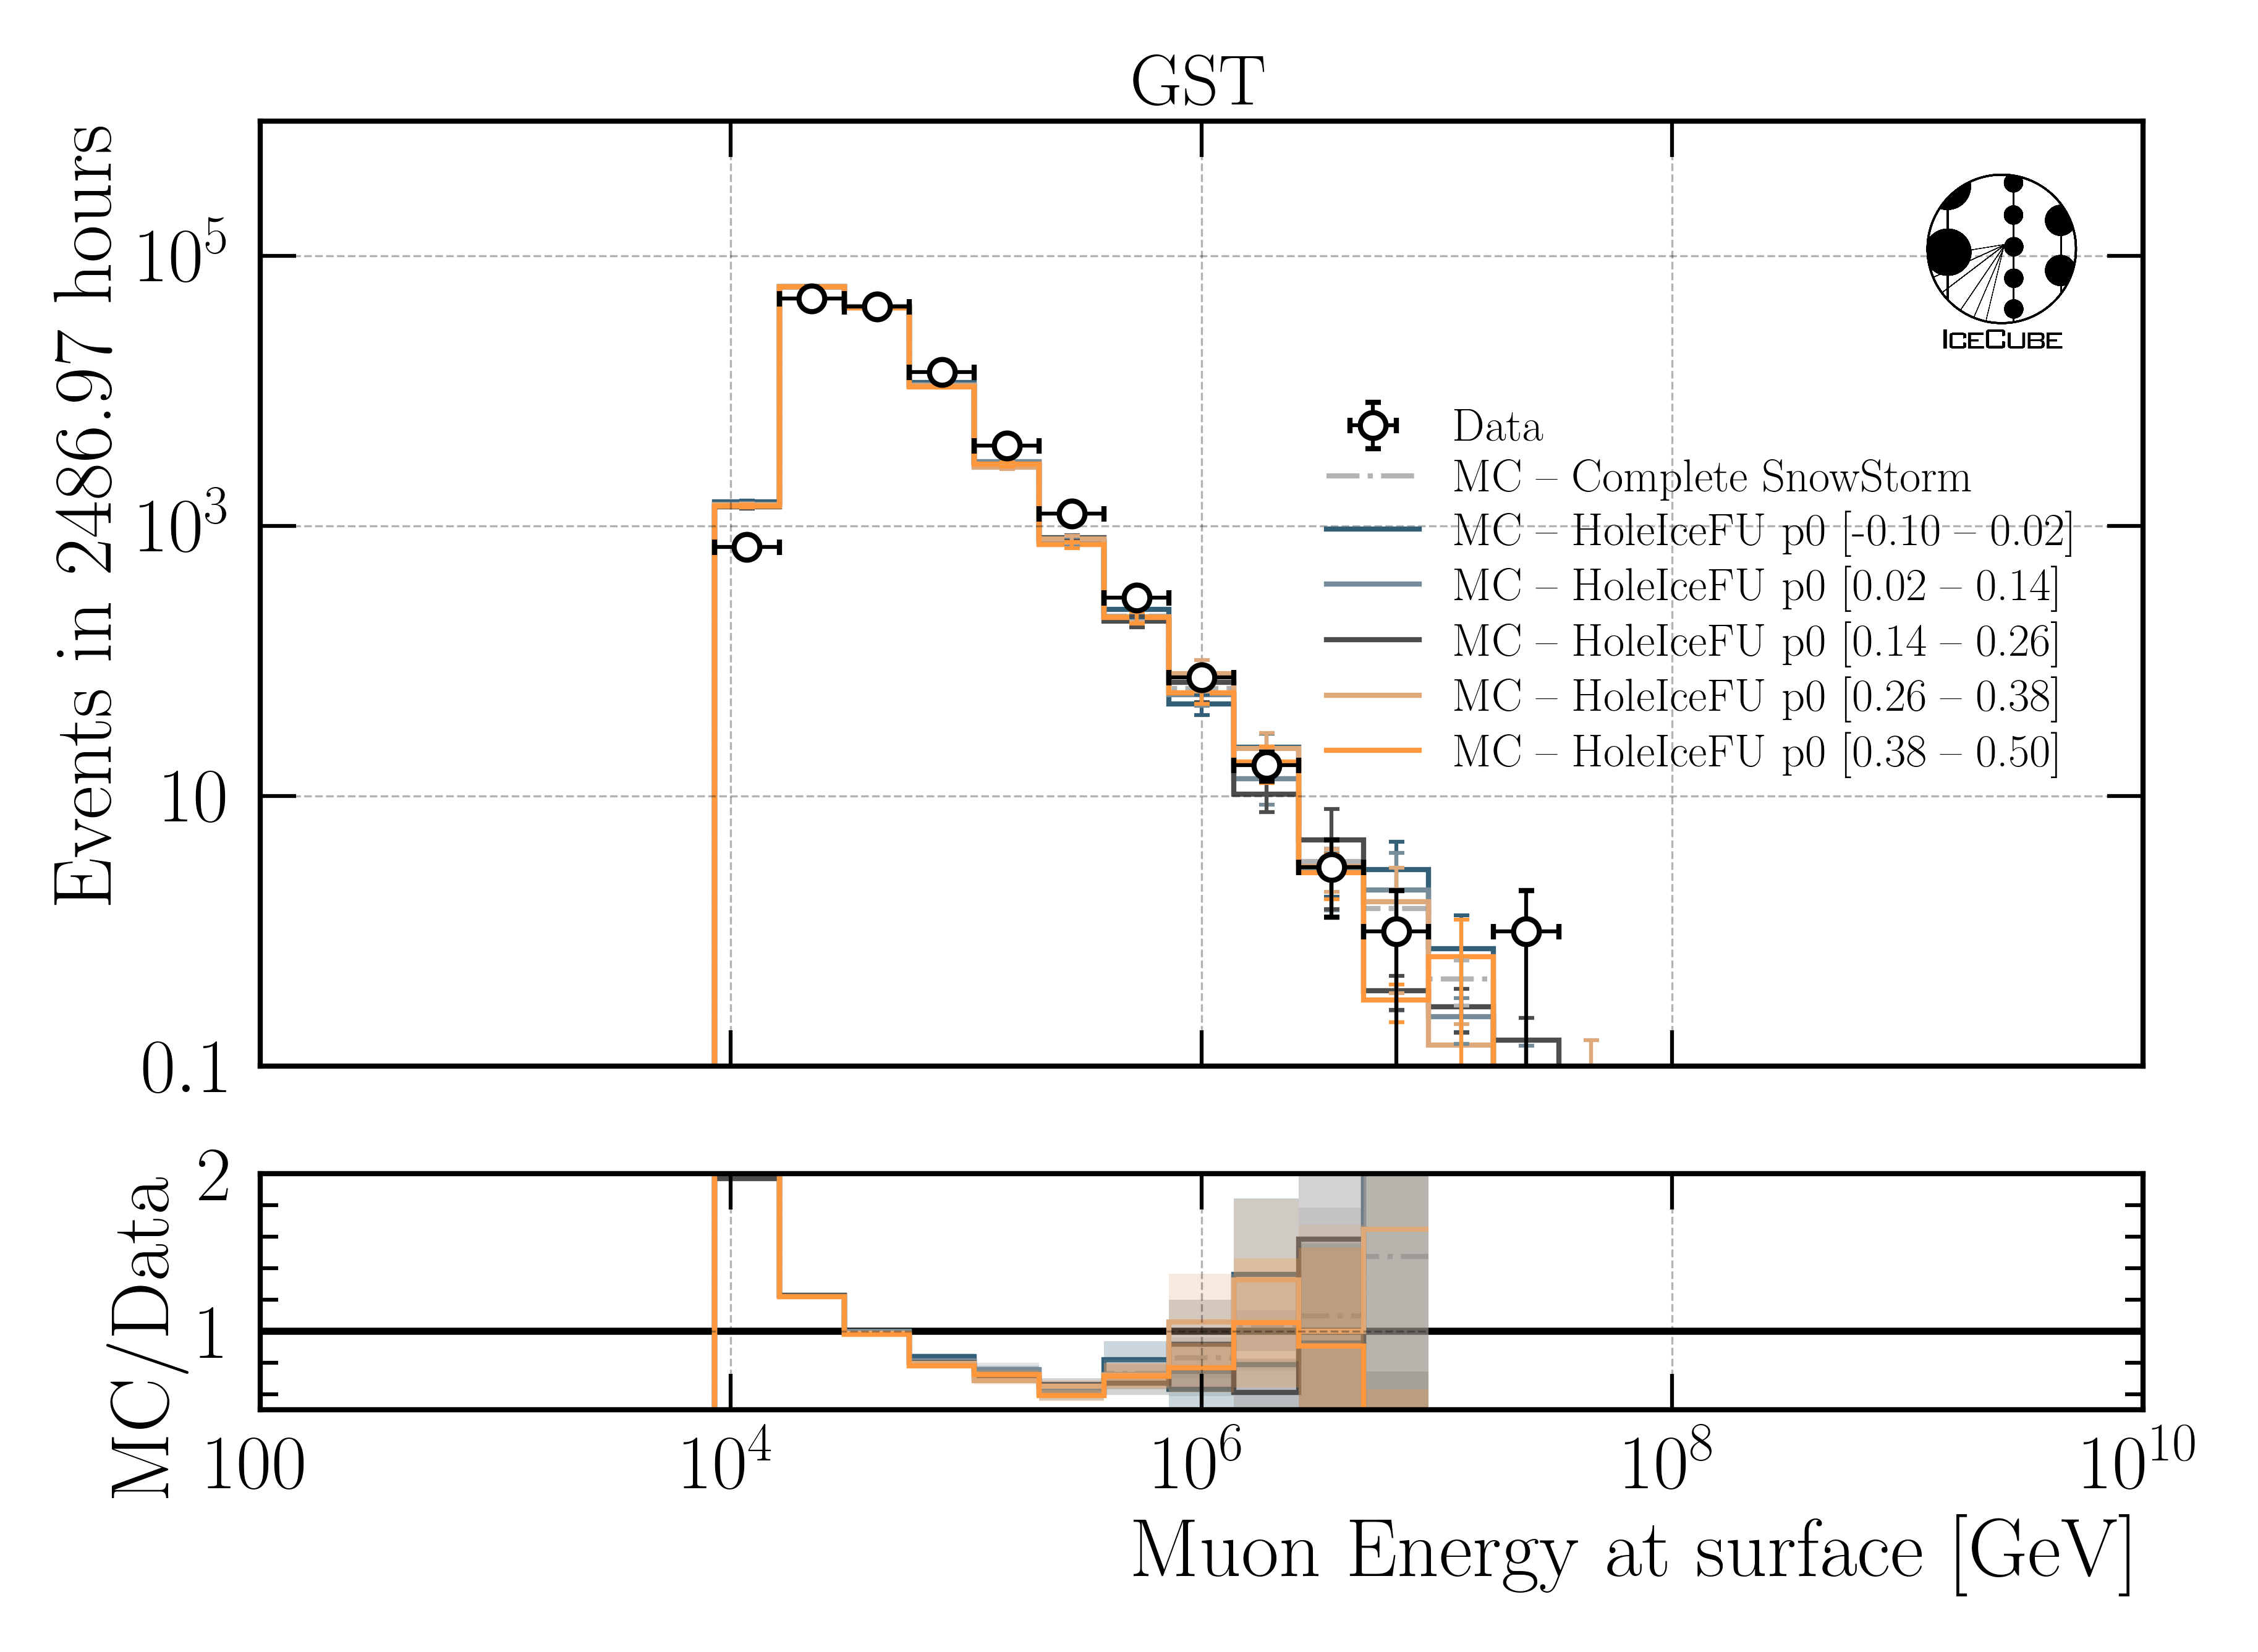 GST
Events in 2486.97 hours
10^5
10^3
10
0.1
ICECUBE
Data
MC – Complete SnowStorm
MC – HoleIceFU p0 [-0.10 – 0.02]
MC – HoleIceFU p0 [0.02 – 0.14]
MC – HoleIceFU p0 [0.14 – 0.26]
MC – HoleIceFU p0 [0.26 – 0.38]
MC – HoleIceFU p0 [0.38 – 0.50]
MC/Data
2
1
100 10^4 10^6 10^8 10^10
Muon Energy at surface [GeV]